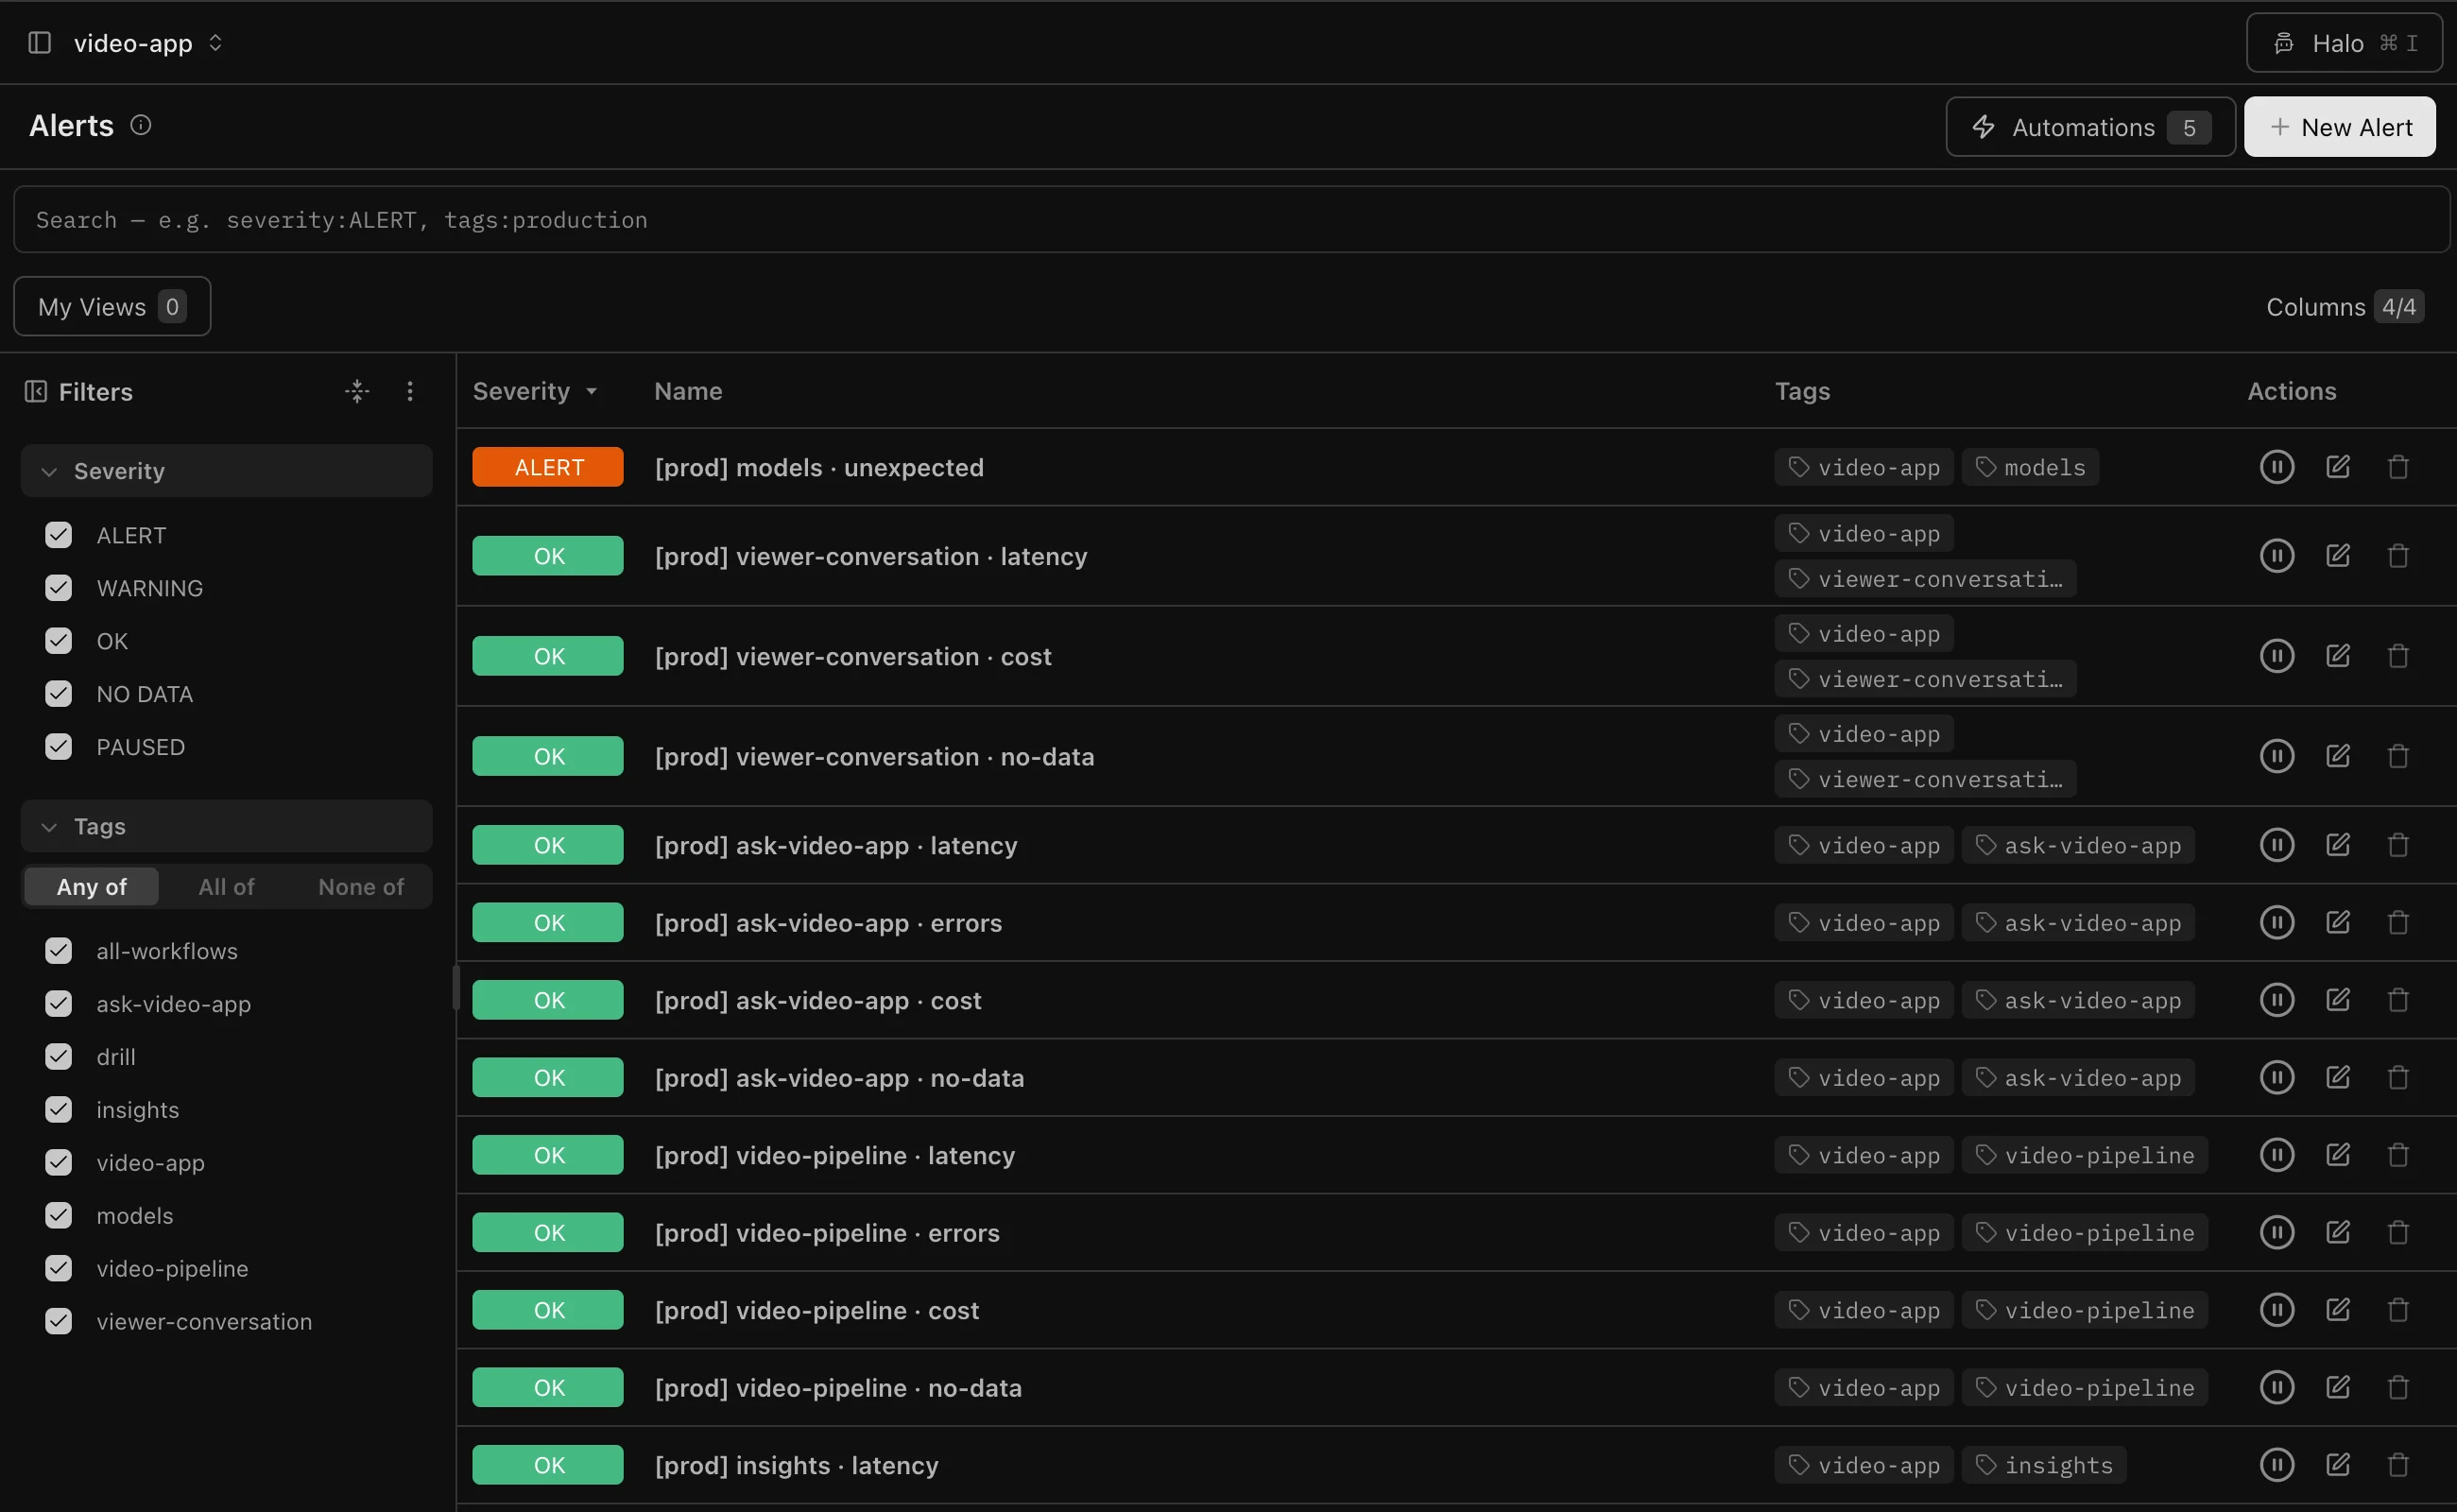 video-app
Halo ⌘ I
Alerts
Automations 5
+ New Alert
Search — e.g. severity:ALERT, tags:production
My Views 0
Columns 4/4
Filters
Severity
ALERT
WARNING
OK
NO DATA
PAUSED
Tags
Any of All of None of
all-workflows
ask-video-app
drill
insights
video-app
models
video-pipeline
viewer-conversation
Severity Name Tags Actions
ALERT [prod] models · unexpected video-app models
OK [prod] viewer-conversation · latency video-app
viewer-conversati…
OK [prod] viewer-conversation · cost video-app
viewer-conversati…
OK [prod] viewer-conversation · no-data video-app
viewer-conversati…
OK [prod] ask-video-app · latency video-app ask-video-app
OK [prod] ask-video-app · errors video-app ask-video-app
OK [prod] ask-video-app · cost video-app ask-video-app
OK [prod] ask-video-app · no-data video-app ask-video-app
OK [prod] video-pipeline · latency video-app video-pipeline
OK [prod] video-pipeline · errors video-app video-pipeline
OK [prod] video-pipeline · cost video-app video-pipeline
OK [prod] video-pipeline · no-data video-app video-pipeline
OK [prod] insights · latency video-app insights